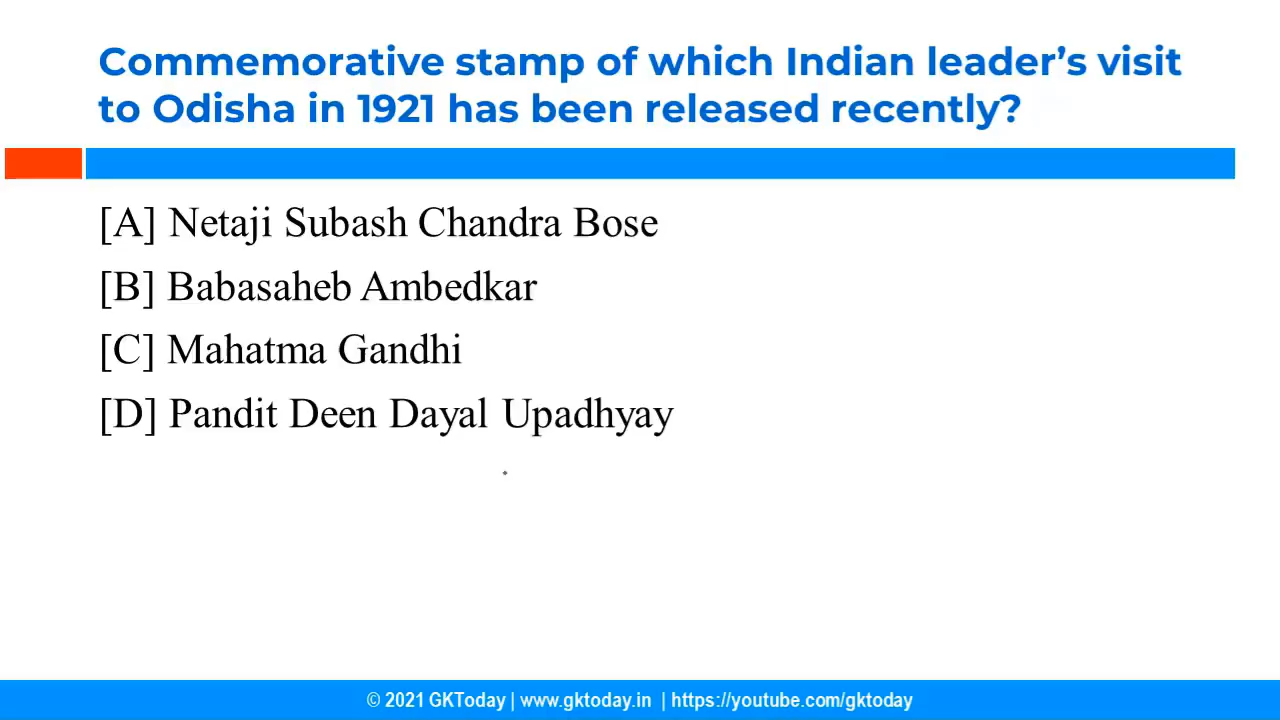 Commemorative stamp of which Indian leader’s visit
to Odisha in 1921 has been released recently?
[A] Netaji Subash Chandra Bose
[B] Babasaheb Ambedkar
[C] Mahatma Gandhi
[D] Pandit Deen Dayal Upadhyay
© 2021 GKToday | www.gktoday.in | https://youtube.com/gktoday